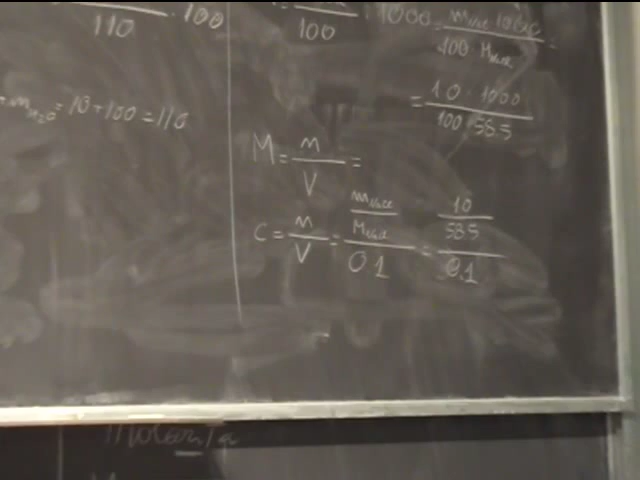 110 · 100
m H2O = 10 + 100 = 110
100 · 1000 = m NaCl 1000 / 100 M NaCl =
= 10 · 1000 / 100 · 58.5
M = m / V =
C = n / V = m NaCl / M NaCl / 0.1 = 10 / 58.5 / 0.1